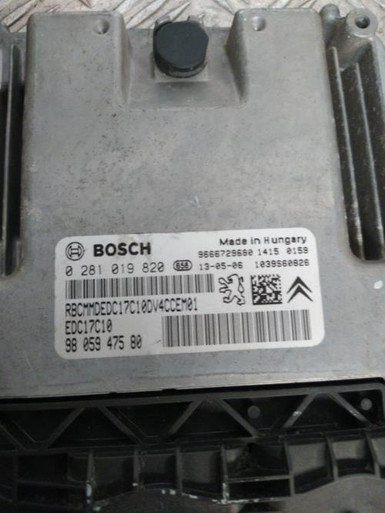 BOSCH
Made in Hungary
9666729680 1415 0159
0 281 019 820 658 13-05-06 1039S60826
RBCMMDEDC17C10DV4CCEM01
EDC17C10
98 059 475 80